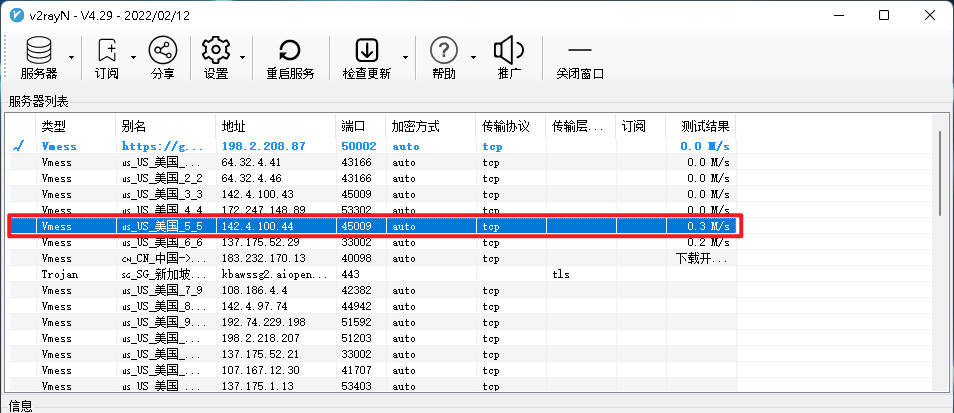 v2rayN - V4.29 - 2022/02/12
服务器 订阅 分享 设置 重启服务 检查更新 帮助 推广 关闭窗口
服务器列表
类型 别名 地址 端口 加密方式 传输协议 传输层... 订阅 测试结果
Vmess https://g... 198.2.208.87 50002 auto tcp 0.0 M/s
Vmess us_US_美国_... 64.32.4.41 43166 auto tcp 0.0 M/s
Vmess us_US_美国_2_2 64.32.4.46 43166 auto tcp 0.0 M/s
Vmess us_US_美国_3_3 142.4.100.43 45009 auto tcp 0.0 M/s
Vmess us_US_美国_4_4 172.247.148.89 53302 auto tcp 0.0 M/s
Vmess us_US_美国_5_5 142.4.100.44 45009 auto tcp 0.3 M/s
Vmess us_US_美国_6_6 137.175.52.29 33002 auto tcp 0.2 M/s
Vmess CN_CN_中国->... 183.232.170.13 40098 auto tcp 下载开...
Trojan SG_SG_新加坡... kbawssg2.aiopen... 443 tls
Vmess us_US_美国_7_9 108.186.4.4 42382 auto tcp
Vmess us_US_美国_8... 142.4.97.74 44942 auto tcp
Vmess us_US_美国_9... 192.74.229.198 51592 auto tcp
Vmess us_US_美国_... 198.2.218.207 51203 auto tcp
Vmess us_US_美国_... 137.175.52.21 33002 auto tcp
Vmess us_US_美国_... 107.167.12.30 41707 auto tcp
Vmess us_US_美国_... 137.175.1.13 53403 auto tcp
信息